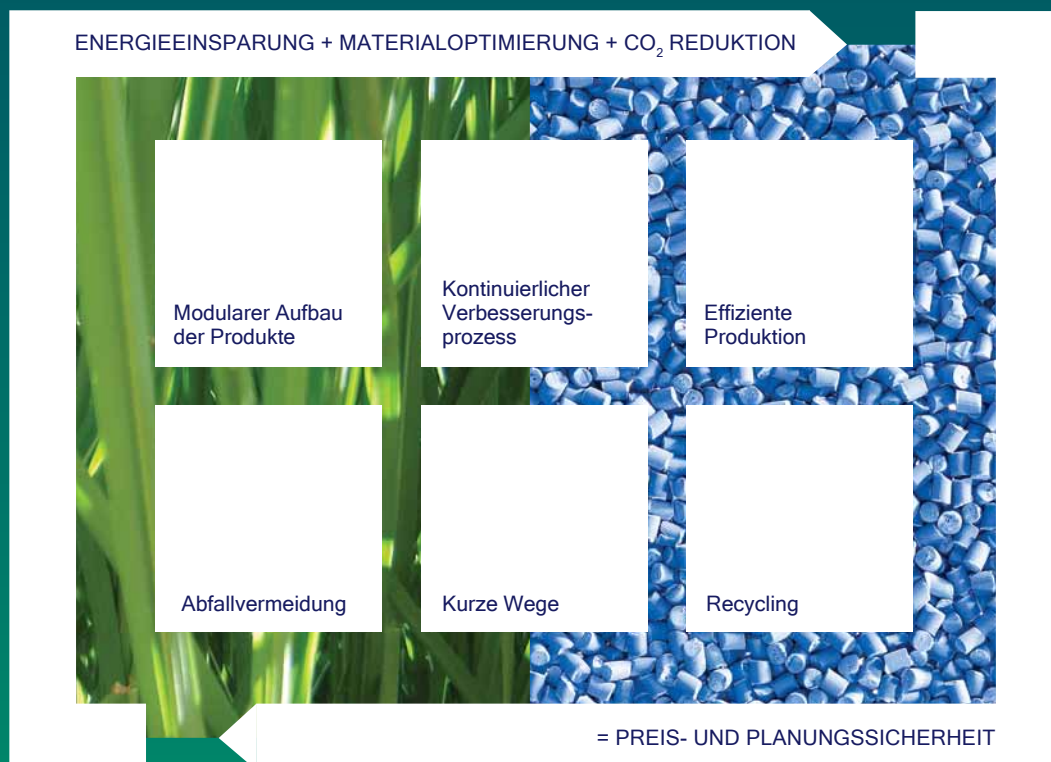 ENERGIEEINSPARUNG + MATERIALOPTIMIERUNG + CO₂ REDUKTION
Modularer Aufbau
der Produkte
Kontinuierlicher
Verbesserungs-
prozess
Effiziente
Produktion
Abfallvermeidung
Kurze Wege
Recycling
= PREIS- UND PLANUNGSSICHERHEIT